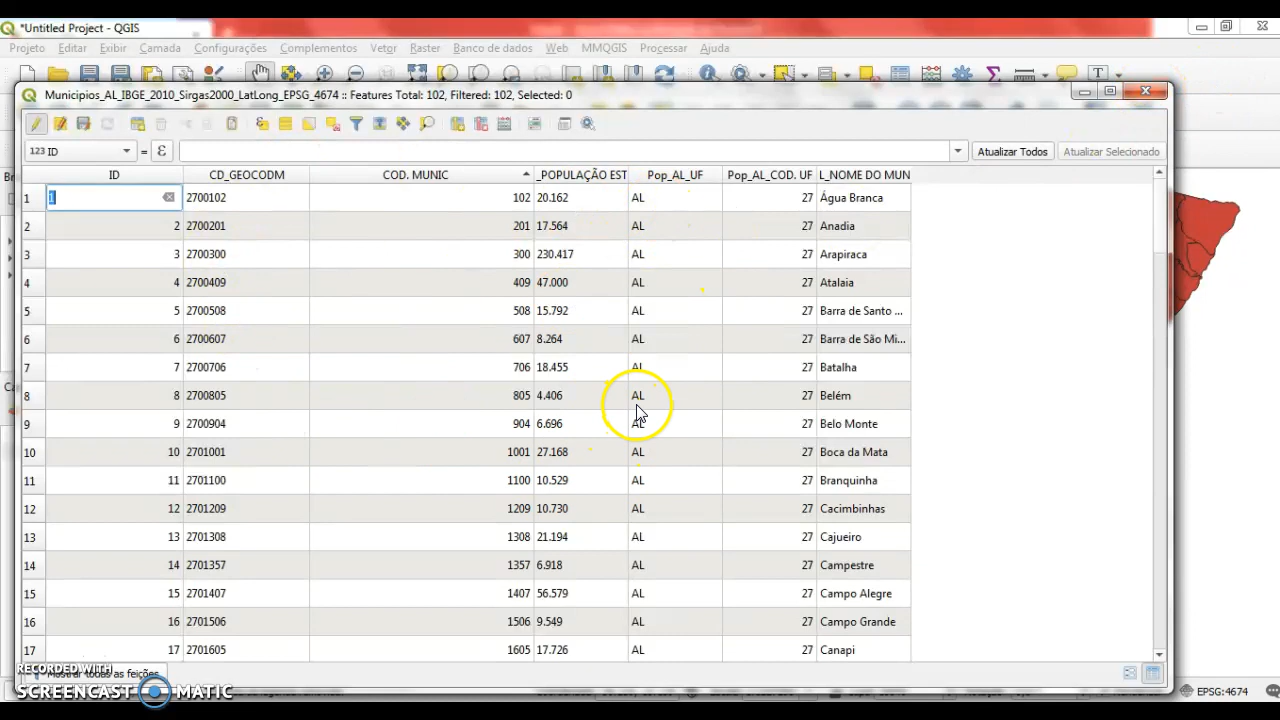 *Untitled Project - QGIS
Projeto Editar Exibir Camada Configurações Complementos Vetor Raster Banco de dados Web MMQGIS Processar Ajuda
Municipios_AL_IBGE_2010_Sirgas2000_LatLong_EPSG_4674 :: Features Total: 102, Filtered: 102, Selected: 0
123 ID = ε Atualizar Todos Atualizar Selecionado
ID CD_GEOCODM COD. MUNIC _POPULAÇÃO EST Pop_AL_UF Pop_AL_COD. UF L_NOME DO MUN
1 1 2700102 102 20.162 AL 27 Água Branca
2 2 2700201 201 17.564 AL 27 Anadia
3 3 2700300 300 230.417 AL 27 Arapiraca
4 4 2700409 409 47.000 AL 27 Atalaia
5 5 2700508 508 15.792 AL 27 Barra de Santo ...
6 6 2700607 607 8.264 AL 27 Barra de São Mi...
7 7 2700706 706 18.455 AL 27 Batalha
8 8 2700805 805 4.406 AL 27 Belém
9 9 2700904 904 6.696 AL 27 Belo Monte
10 10 2701001 1001 27.168 AL 27 Boca da Mata
11 11 2701100 1100 10.529 AL 27 Branquinha
12 12 2701209 1209 10.730 AL 27 Cacimbinhas
13 13 2701308 1308 21.194 AL 27 Cajueiro
14 14 2701357 1357 6.918 AL 27 Campestre
15 15 2701407 1407 56.579 AL 27 Campo Alegre
16 16 2701506 1506 9.549 AL 27 Campo Grande
17 17 2701605 1605 17.726 AL 27 Canapi
RECORDED WITH
Mostrar todas as feições
SCREENCAST MATIC
EPSG:4674